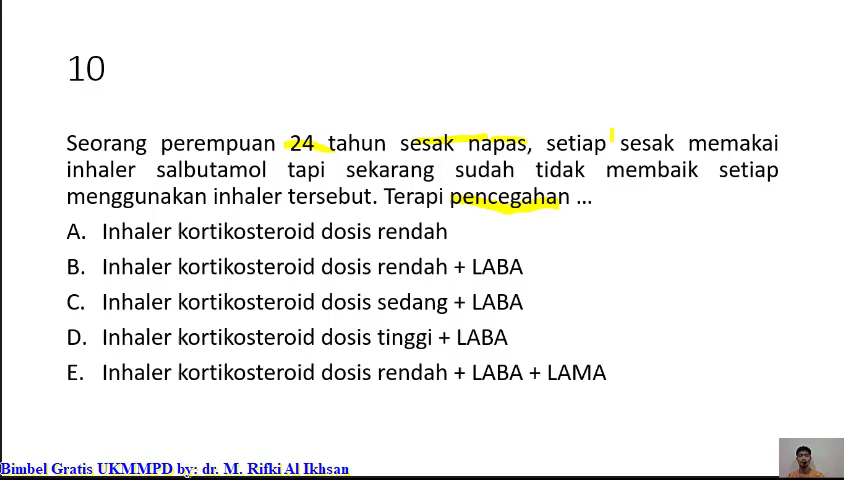 10
Seorang perempuan 24 tahun sesak napas, setiap sesak memakai
inhaler salbutamol tapi sekarang sudah tidak membaik setiap
menggunakan inhaler tersebut. Terapi pencegahan ...
A. Inhaler kortikosteroid dosis rendah
B. Inhaler kortikosteroid dosis rendah + LABA
C. Inhaler kortikosteroid dosis sedang + LABA
D. Inhaler kortikosteroid dosis tinggi + LABA
E. Inhaler kortikosteroid dosis rendah + LABA + LAMA
Bimbel Gratis UKMMPD by: dr. M. Rifki Al Ikhsan